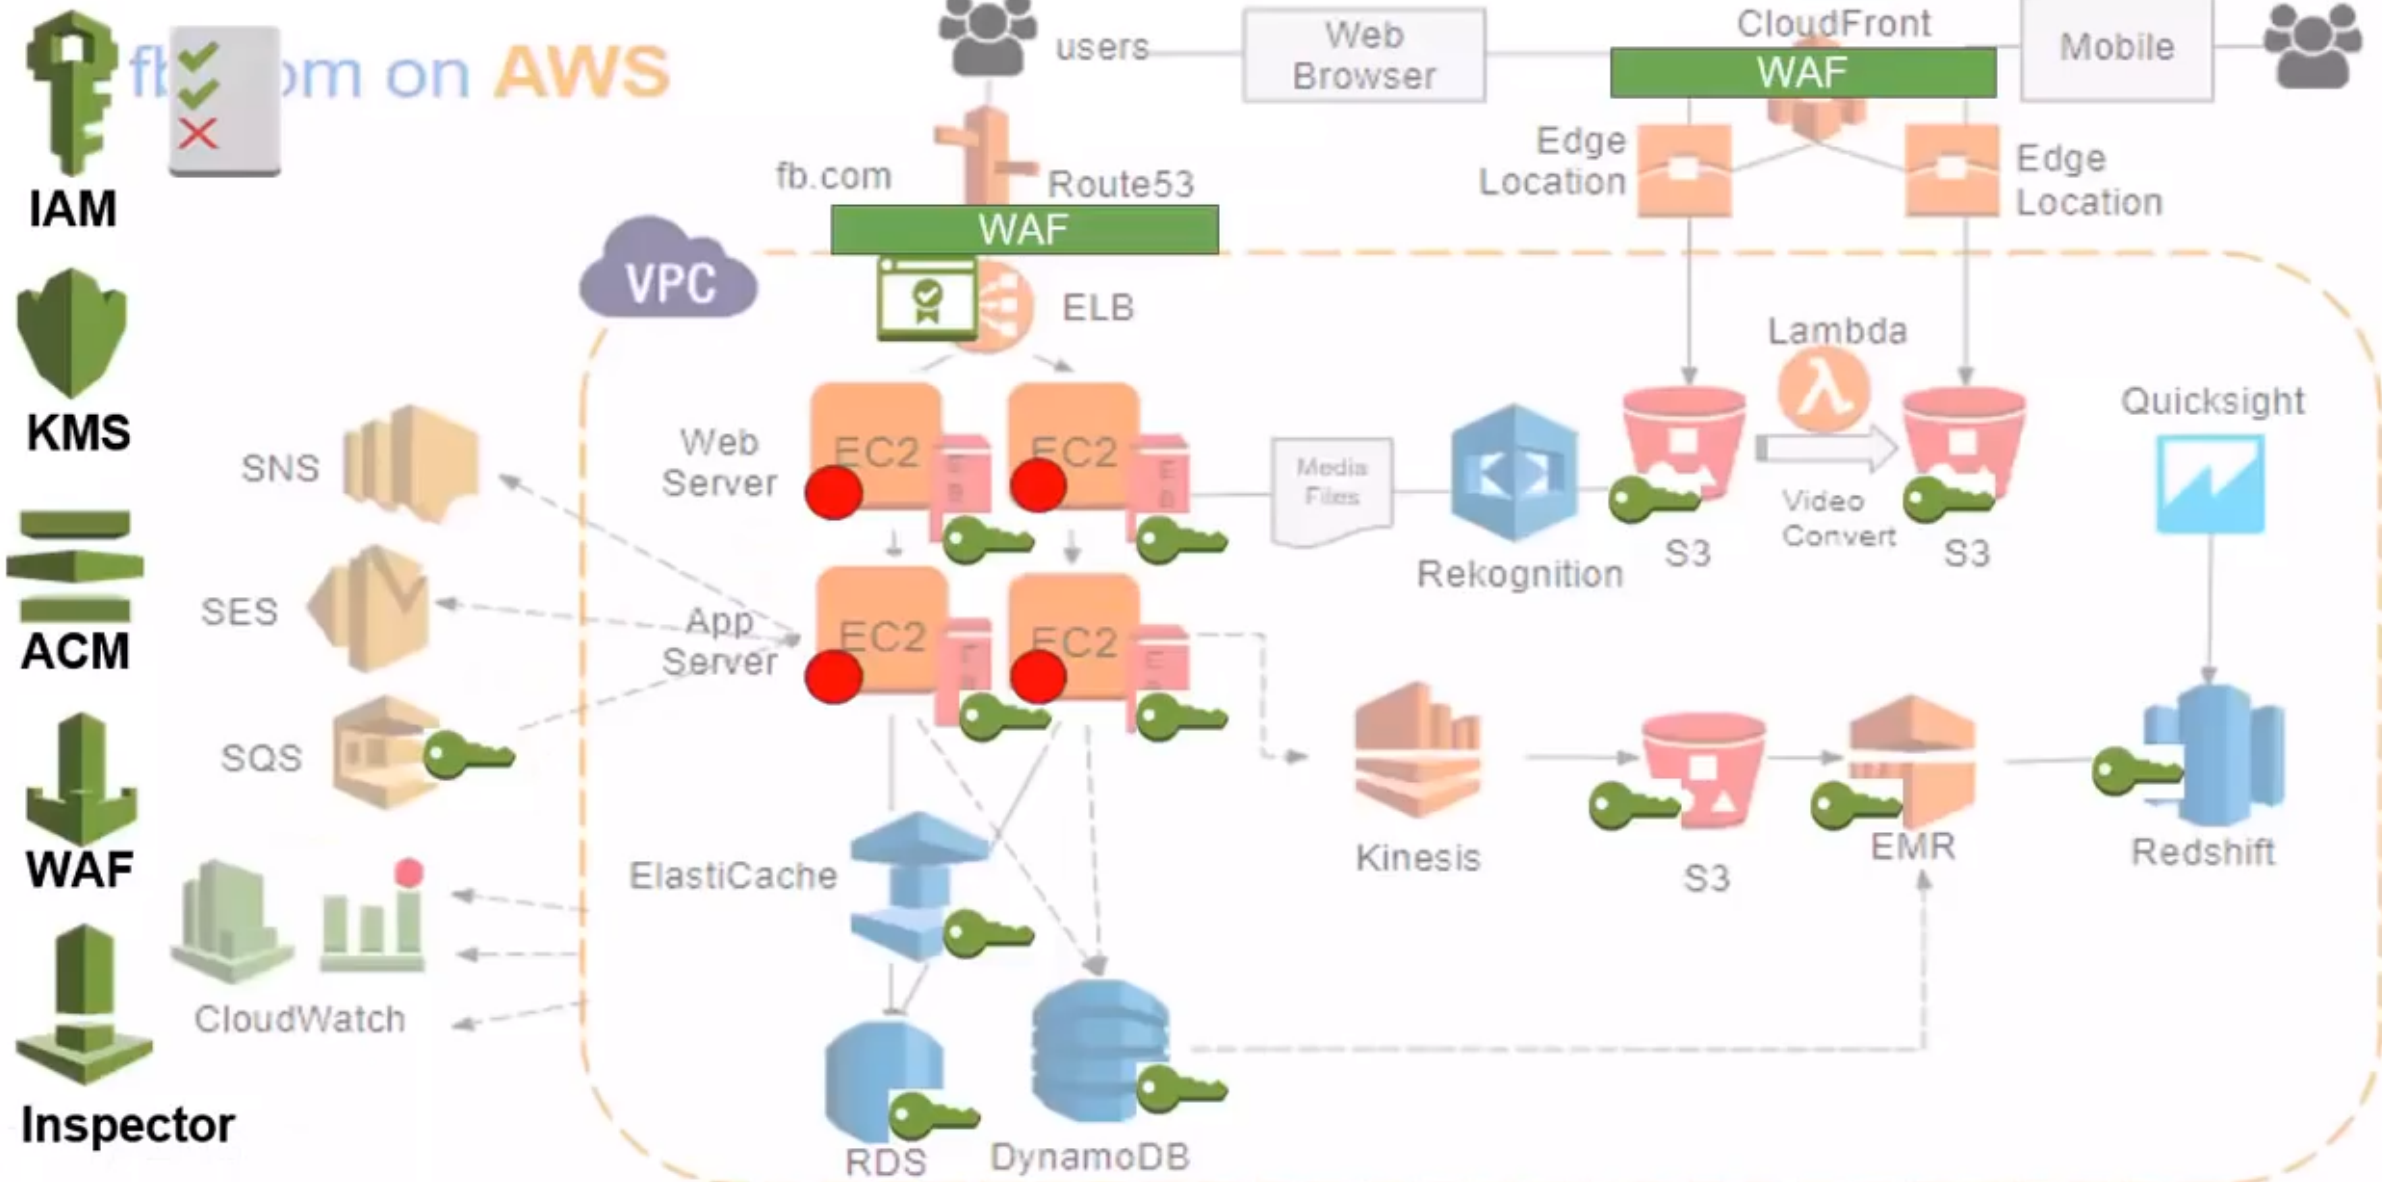 fb om on AWS
IAM
KMS
ACM
WAF
Inspector
users
Web
Browser
CloudFront
WAF
Mobile
Edge
Location
Edge
Location
fb.com
Route53
WAF
VPC
ELB
Lambda
Quicksight
SNS
SES
SQS
CloudWatch
Web
Server
EC2
EC2
Media
Files
Rekognition
S3
Video
Convert
S3
App
Server
EC2
EC2
Kinesis
S3
EMR
Redshift
ElastiCache
RDS
DynamoDB